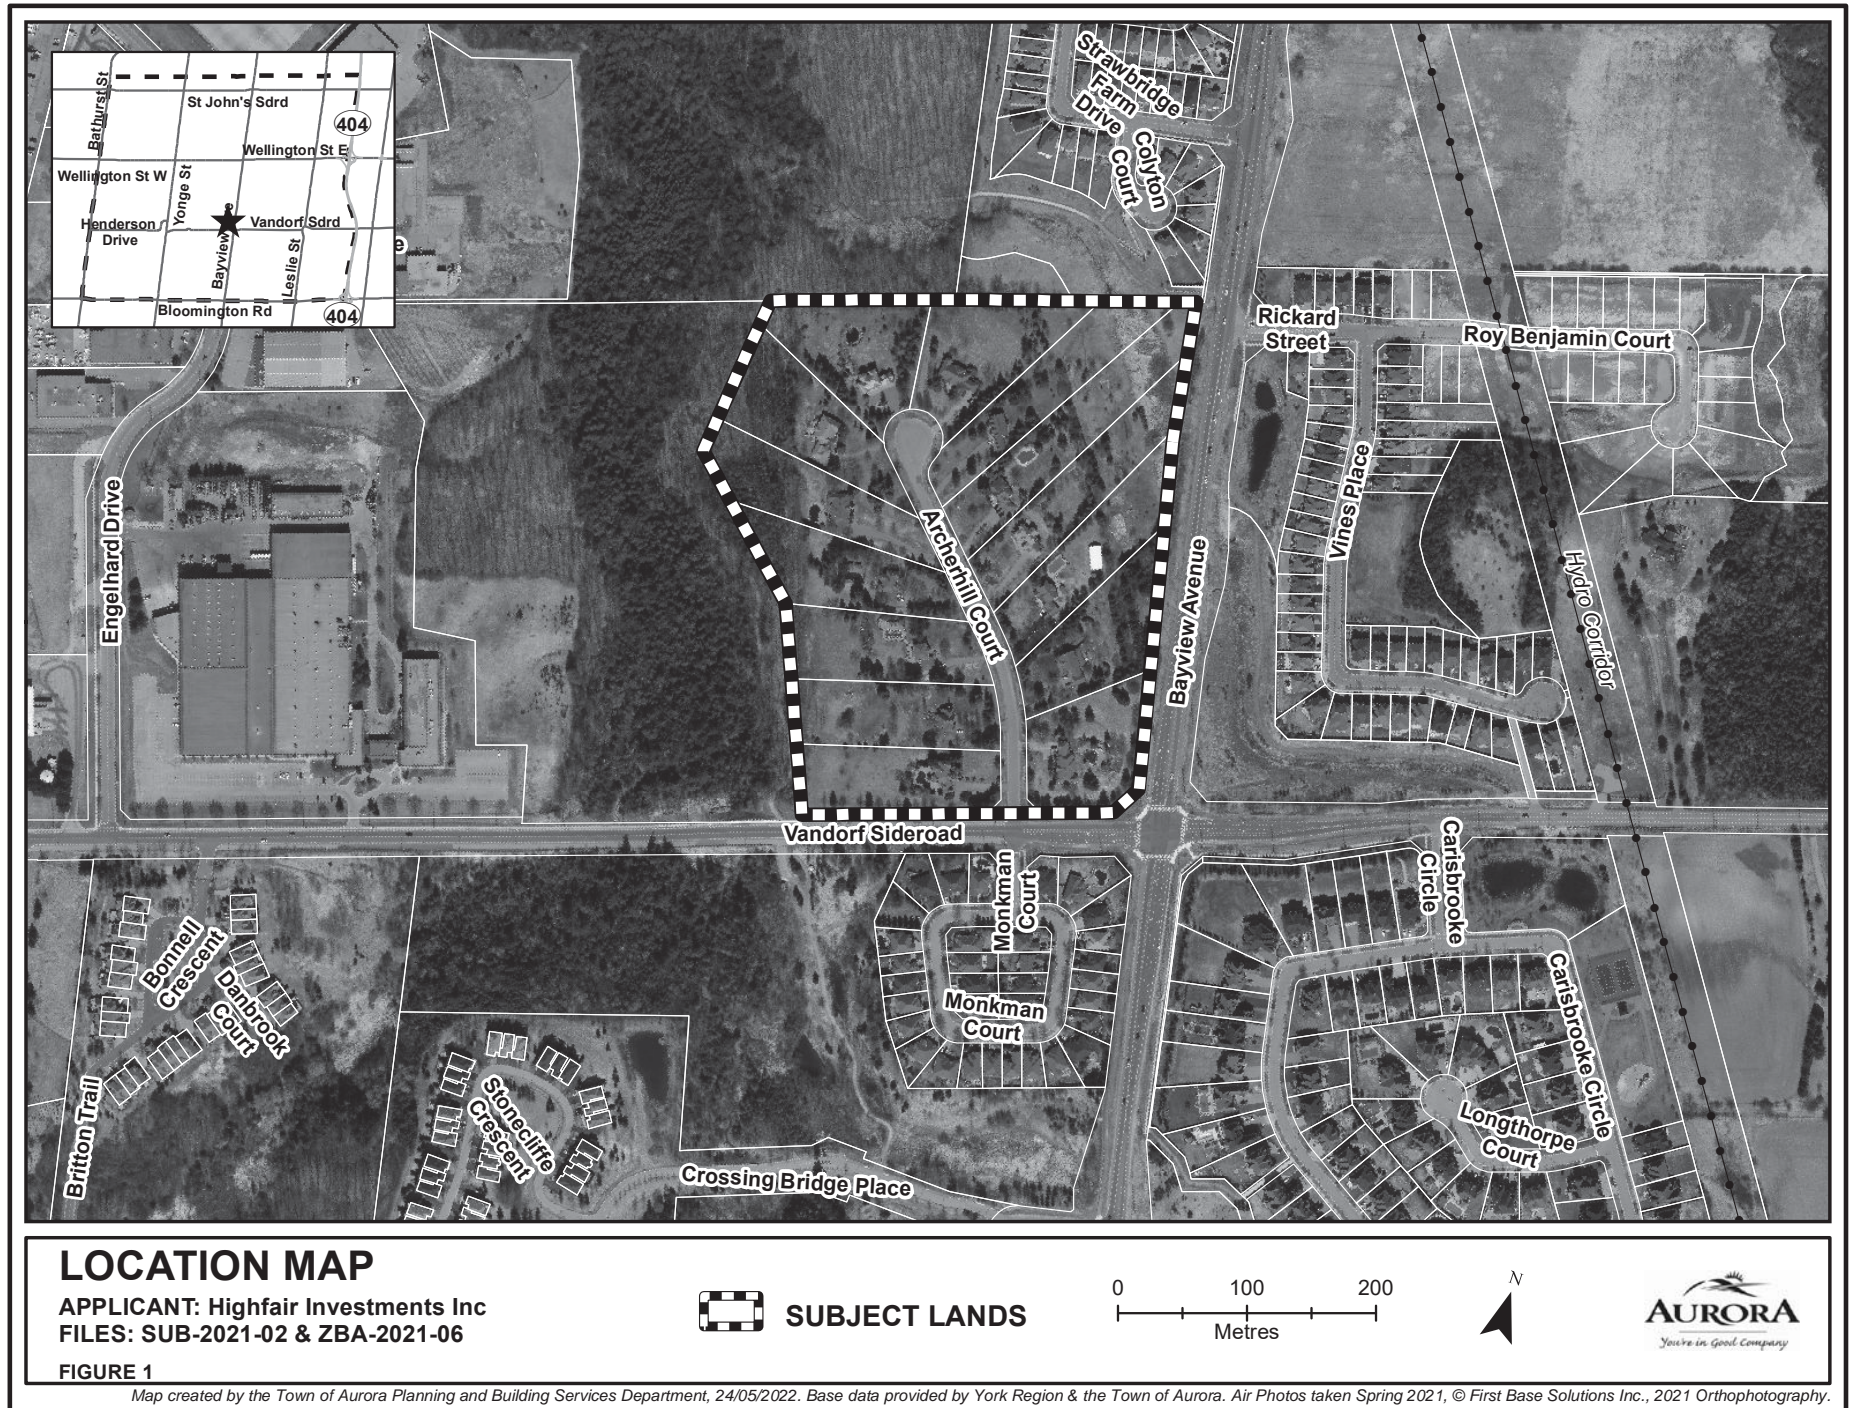 Bathurst St
St John's Sdrd
404
Wellington St E
Wellington St W
Yonge St
Henderson
Drive
Vandorf Sdrd
Bayview
e
Leslie St
Bloomington Rd
404
e
Strawbridge
Farm
Drive
Colyton
Court
Rickard
Street
Roy Benjamin Court
Engelhard Drive
Archerhill Court
Bayview Avenue
Vines Place
Hydro Corridor
Vandorf Sideroad
Monkman
Court
Carisbrooke
Circle
Bonnell
Crescent
Danbrook
Court
Monkman
Court
Carisbrooke Circle
Britton Trail
Stonecliffe
Crescent
Longthorpe
Court
Crossing Bridge Place
LOCATION MAP
APPLICANT: Highfair Investments Inc
FILES: SUB-2021-02 & ZBA-2021-06
FIGURE 1
SUBJECT LANDS
0 100 200
Metres
N
AURORA
You're in Good Company
Map created by the Town of Aurora Planning and Building Services Department, 24/05/2022. Base data provided by York Region & the Town of Aurora. Air Photos taken Spring 2021, © First Base Solutions Inc., 2021 Orthophotography.